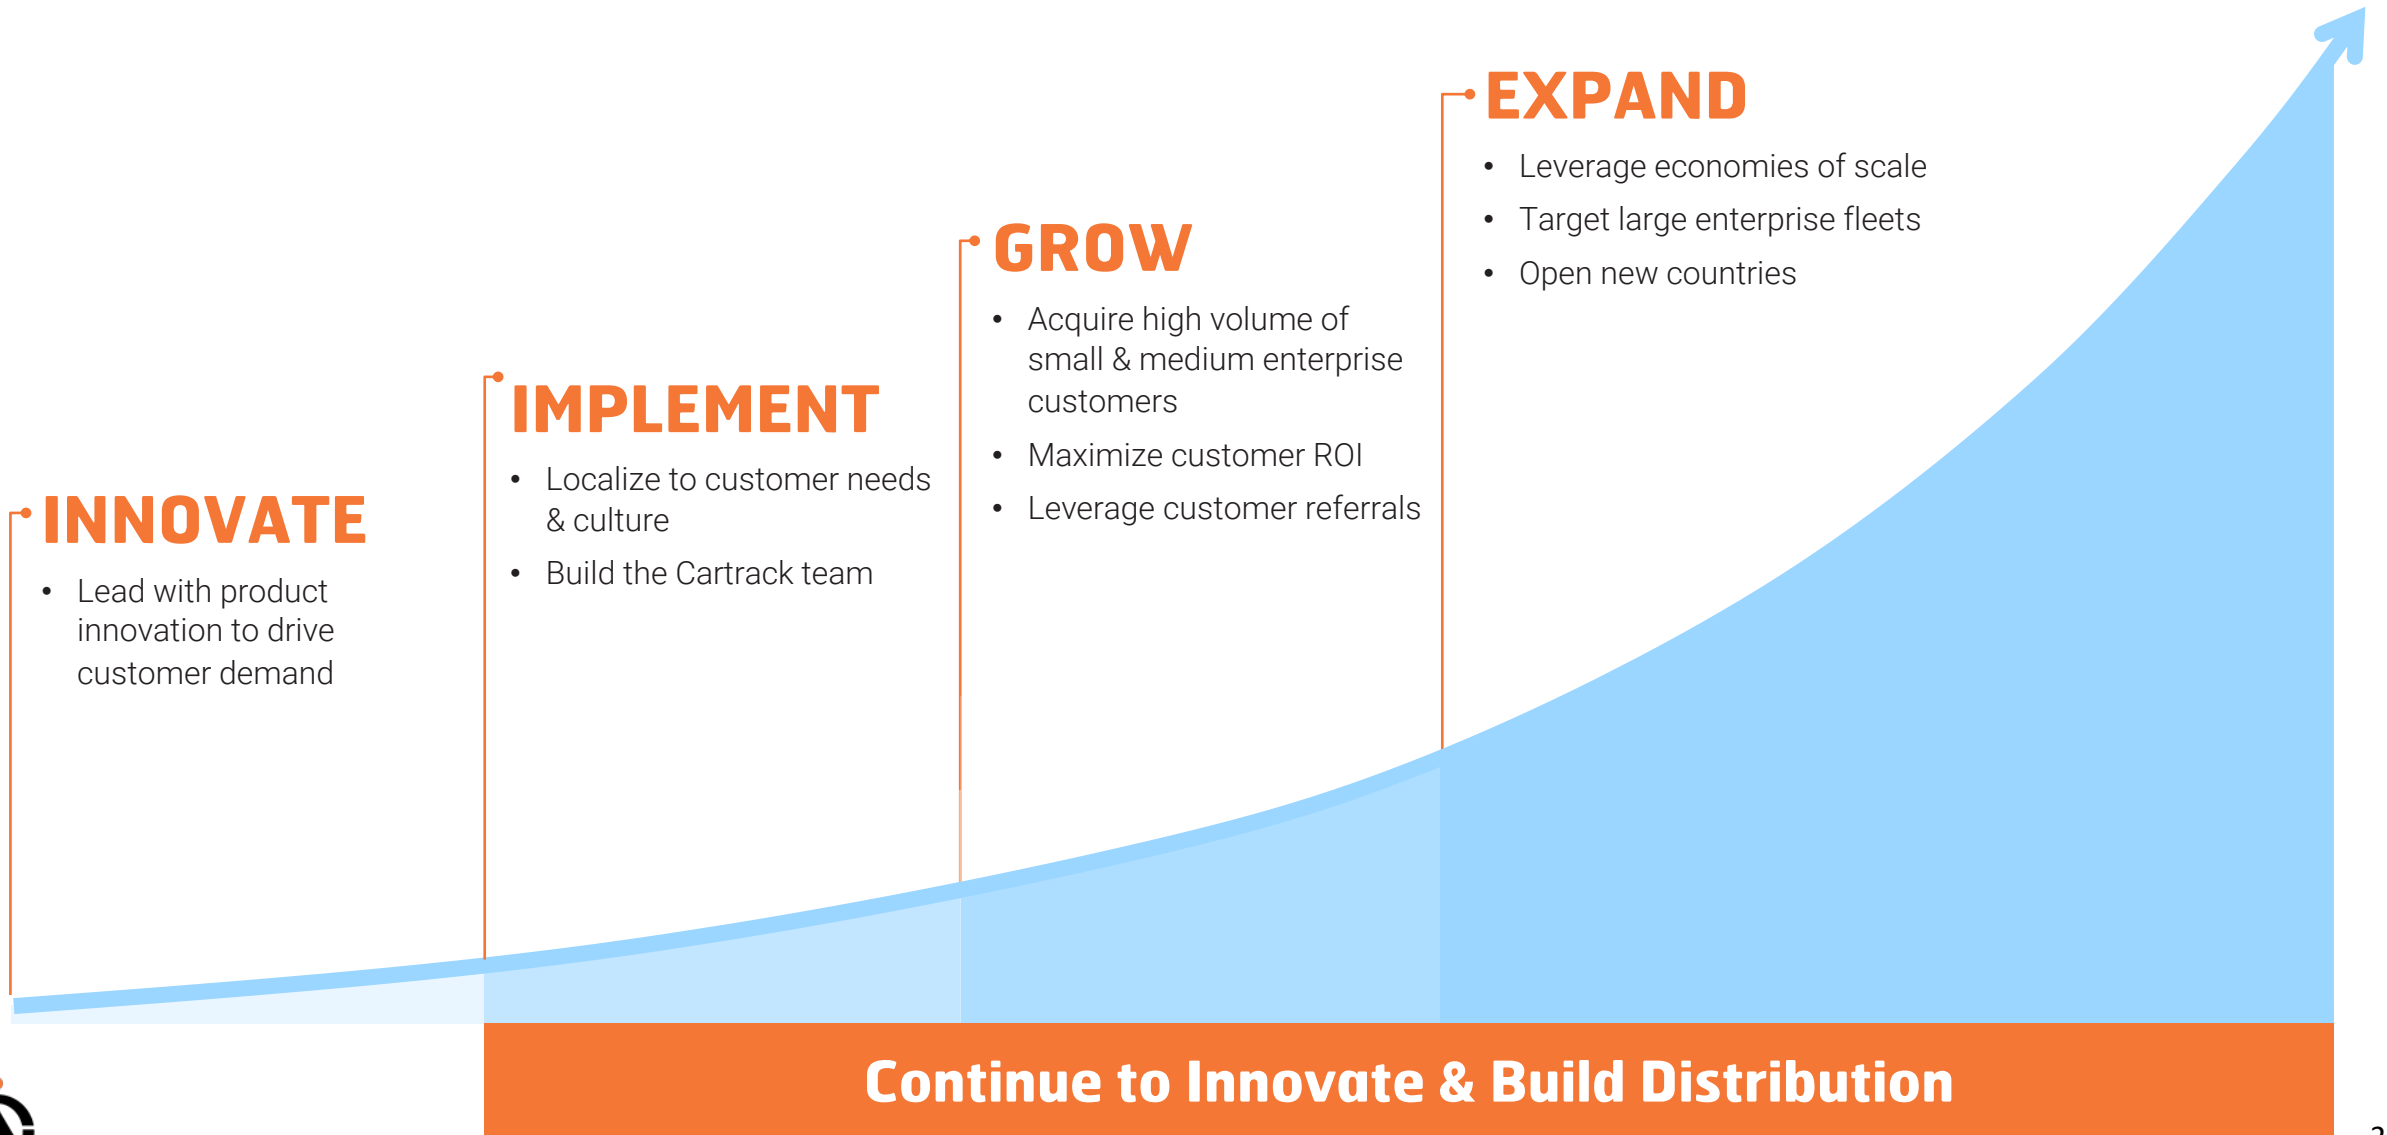 INNOVATE
• Lead with product
innovation to drive
customer demand
IMPLEMENT
• Localize to customer needs
& culture
• Build the Cartrack team
GROW
• Acquire high volume of
small & medium enterprise
customers
• Maximize customer ROI
• Leverage customer referrals
EXPAND
• Leverage economies of scale
• Target large enterprise fleets
• Open new countries
Continue to Innovate & Build Distribution